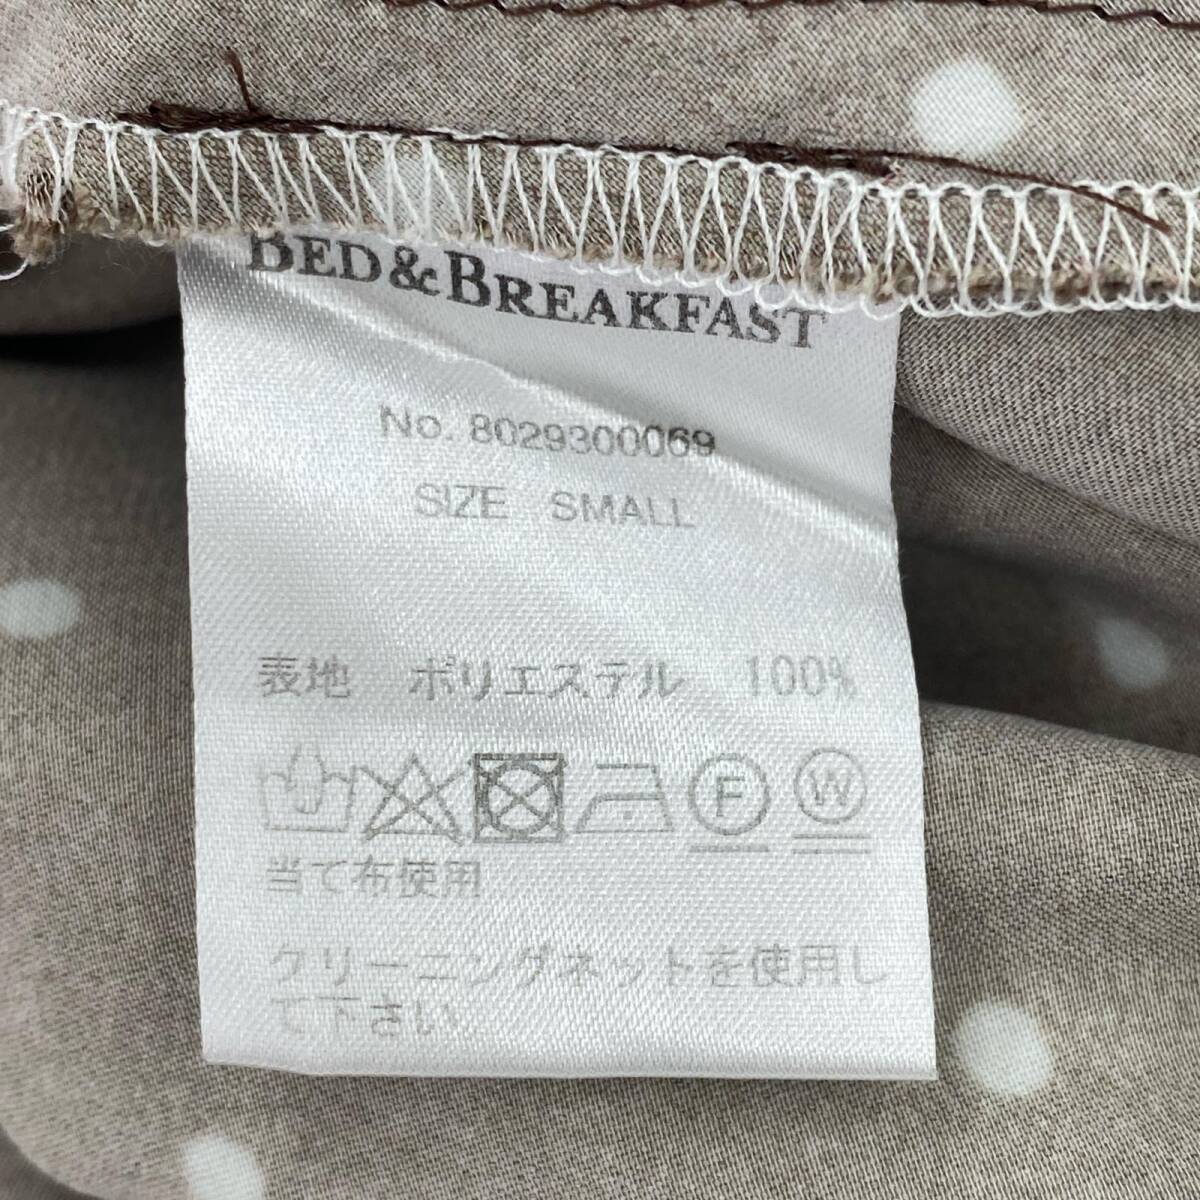 BED&BREAKFAST
No. 8029300069
SIZE SMALL
表地 ポリエステル 100%
F W
当て布使用
クリーニングネットを使用し
て下さい